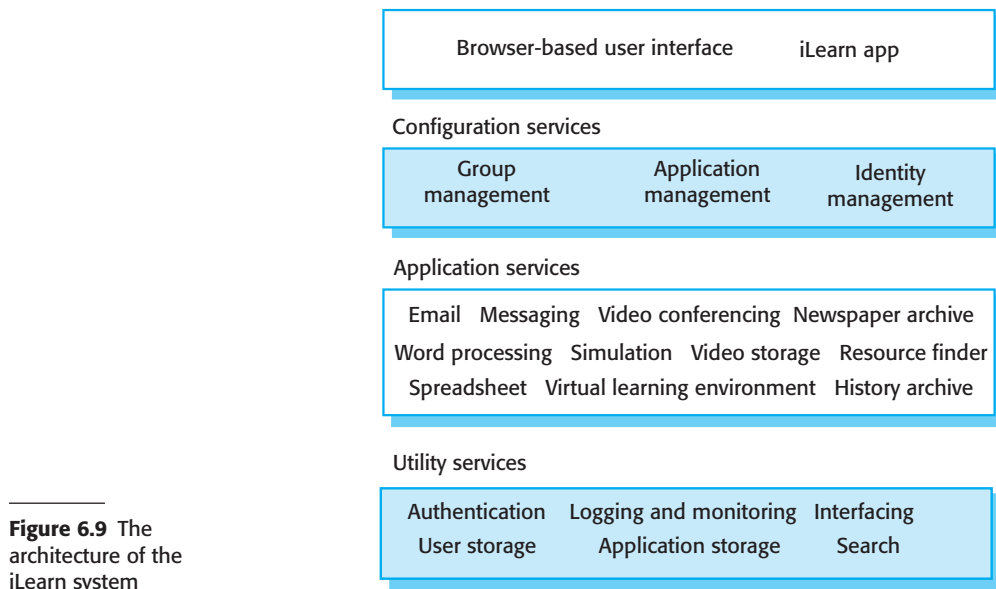 Browser-based user interface iLearn app
Configuration services
Group management Application management Identity management
Application services
Email Messaging Video conferencing Newspaper archive
Word processing Simulation Video storage Resource finder
Spreadsheet Virtual learning environment History archive
Utility services
Authentication Logging and monitoring Interfacing
User storage Application storage Search
Figure 6.9 The
architecture of the
iLearn system